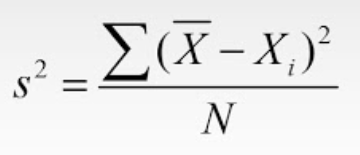 s² = ∑(X̅ − Xᵢ)² / N